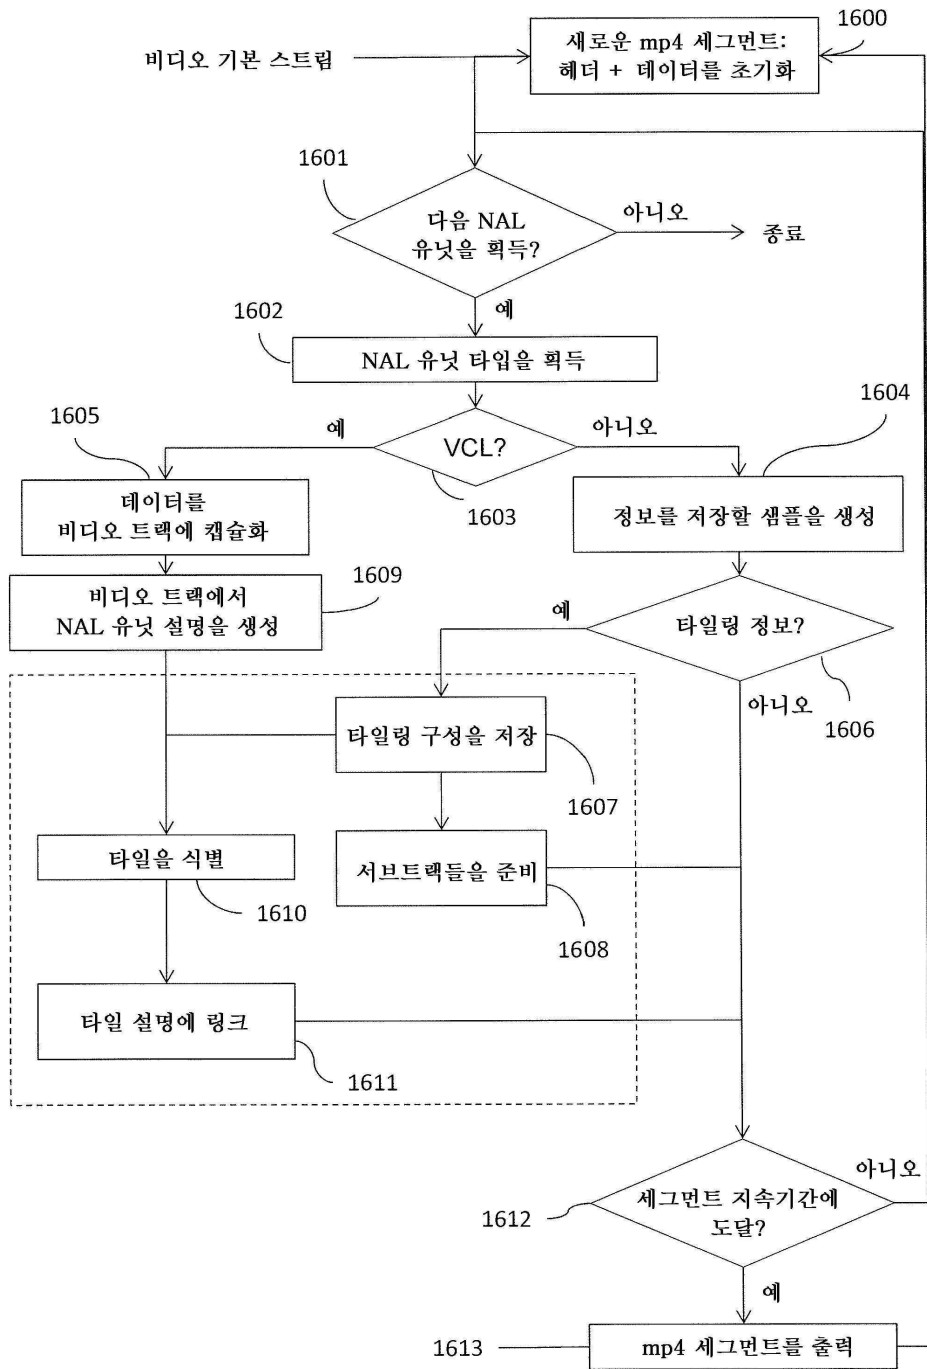 1600
새로운 mp4 세그먼트:
헤더 + 데이터를 초기화
비디오 기본 스트림
1601
다음 NAL
유닛을 획득?
아니오
종료
예
1602
NAL 유닛 타입을 획득
1604
1605
예
VCL?
아니오
1603
데이터를
비디오 트랙에 캡슐화
정보를 저장할 샘플을 생성
1609
비디오 트랙에서
NAL 유닛 설명을 생성
예
타일링 정보?
아니오
1606
타일링 구성을 저장
1607
타일을 식별
1610
서브트랙들을 준비
1608
타일 설명에 링크
1611
아니오
세그먼트 지속기간에
도달?
1612
예
1613
mp4 세그먼트를 출력